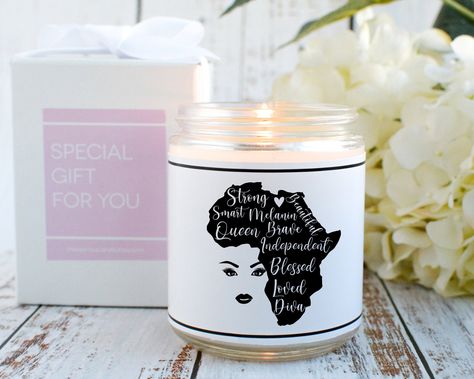 SPECIAL
GIFT
FOR YOU
Strong
Smart Melanin
Queen Brave
Independent
Blessed
Loved
Diva